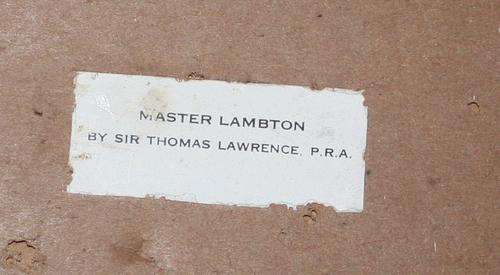 MASTER LAMBTON
BY SIR THOMAS LAWRENCE, P.R.A.